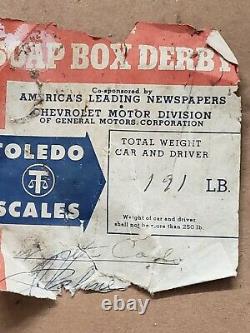 SOAP BOX DERBY
Co-sponsored by
AMERICA'S LEADING NEWSPAPERS
CHEVROLET MOTOR DIVISION
OF GENERAL MOTORS CORPORATION
TOLEDO
SCALES
TOTAL WEIGHT
CAR AND DRIVER
191 LB.
Weight of car and driver
shall not be more than 250 lb.